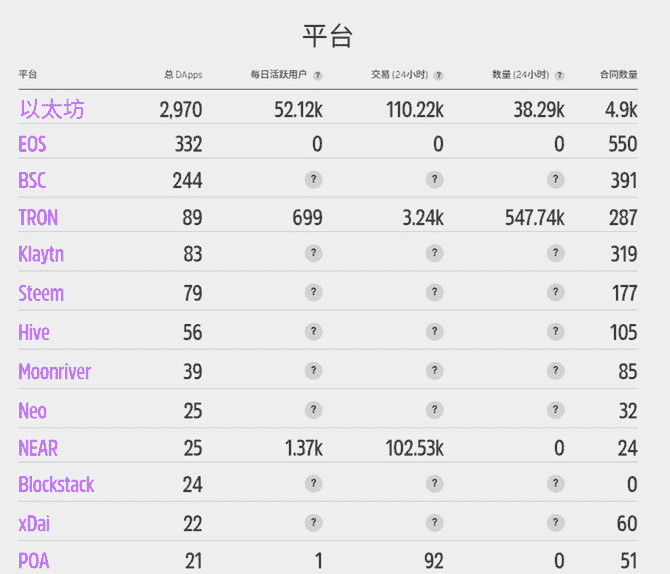 平台
平台 总 DApps 每日活跃用户 ? 交易 (24小时) ? 数量 (24小时) ? 合同数量
以太坊 2,970 52.12k 110.22k 38.29k 4.9k
EOS 332 0 0 0 550
BSC 244 ? ? ? 391
TRON 89 699 3.24k 547.74k 287
Klaytn 83 ? ? ? 319
Steem 79 ? ? ? 177
Hive 56 ? ? ? 105
Moonriver 39 ? ? ? 85
Neo 25 ? ? ? 32
NEAR 25 1.37k 102.53k 0 24
Blockstack 24 ? ? ? 0
xDai 22 ? ? ? 60
POA 21 1 92 0 51